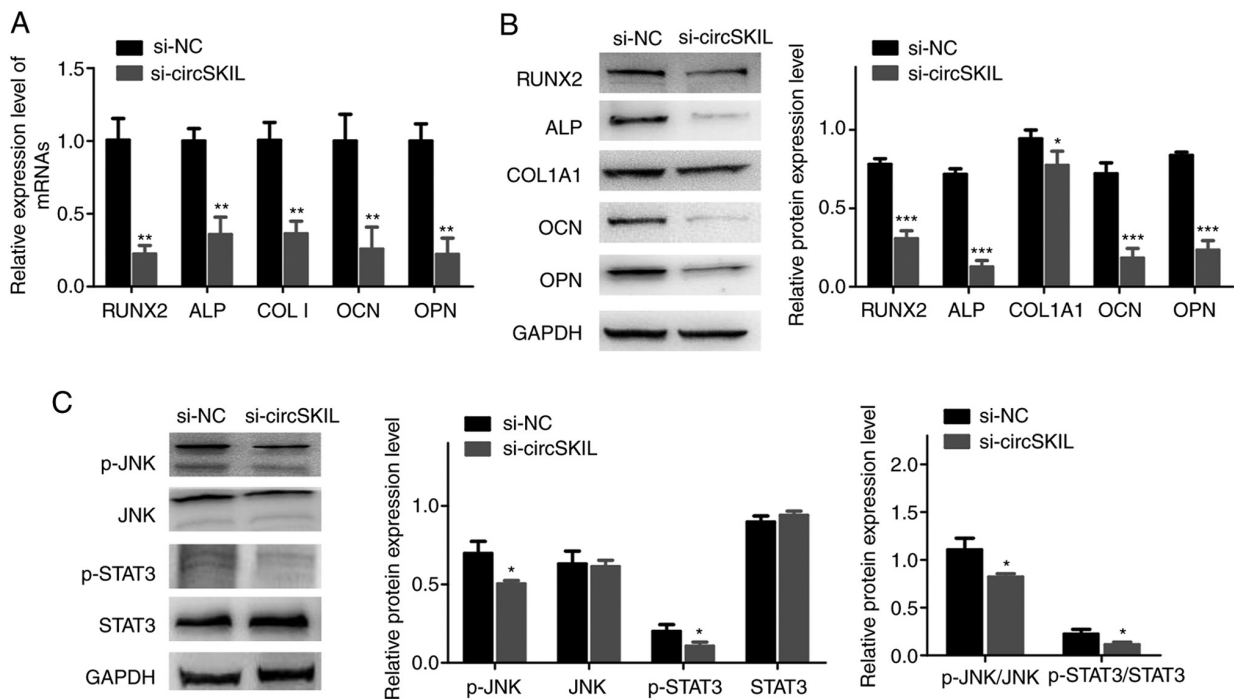 A
si-NC
si-circSKIL
Relative expression level of
mRNAs
1.5
1.0
0.5
0.0
** ** ** ** **
RUNX2 ALP COL I OCN OPN
B
si-NC si-circSKIL
RUNX2
ALP
COL1A1
OCN
OPN
GAPDH
si-NC
si-circSKIL
Relative protein expression level
1.0
0.5
0.0
*** *** * *** ***
RUNX2 ALP COL1A1 OCN OPN
C
si-NC si-circSKIL
p-JNK
JNK
p-STAT3
STAT3
GAPDH
si-NC
si-circSKIL
Relative protein expression level
1.0
0.5
0.0
* *
p-JNK JNK p-STAT3 STAT3
si-NC
si-circSKIL
Relative protein expression level
2.0
1.5
1.0
0.5
0.0
* *
p-JNK/JNK p-STAT3/STAT3